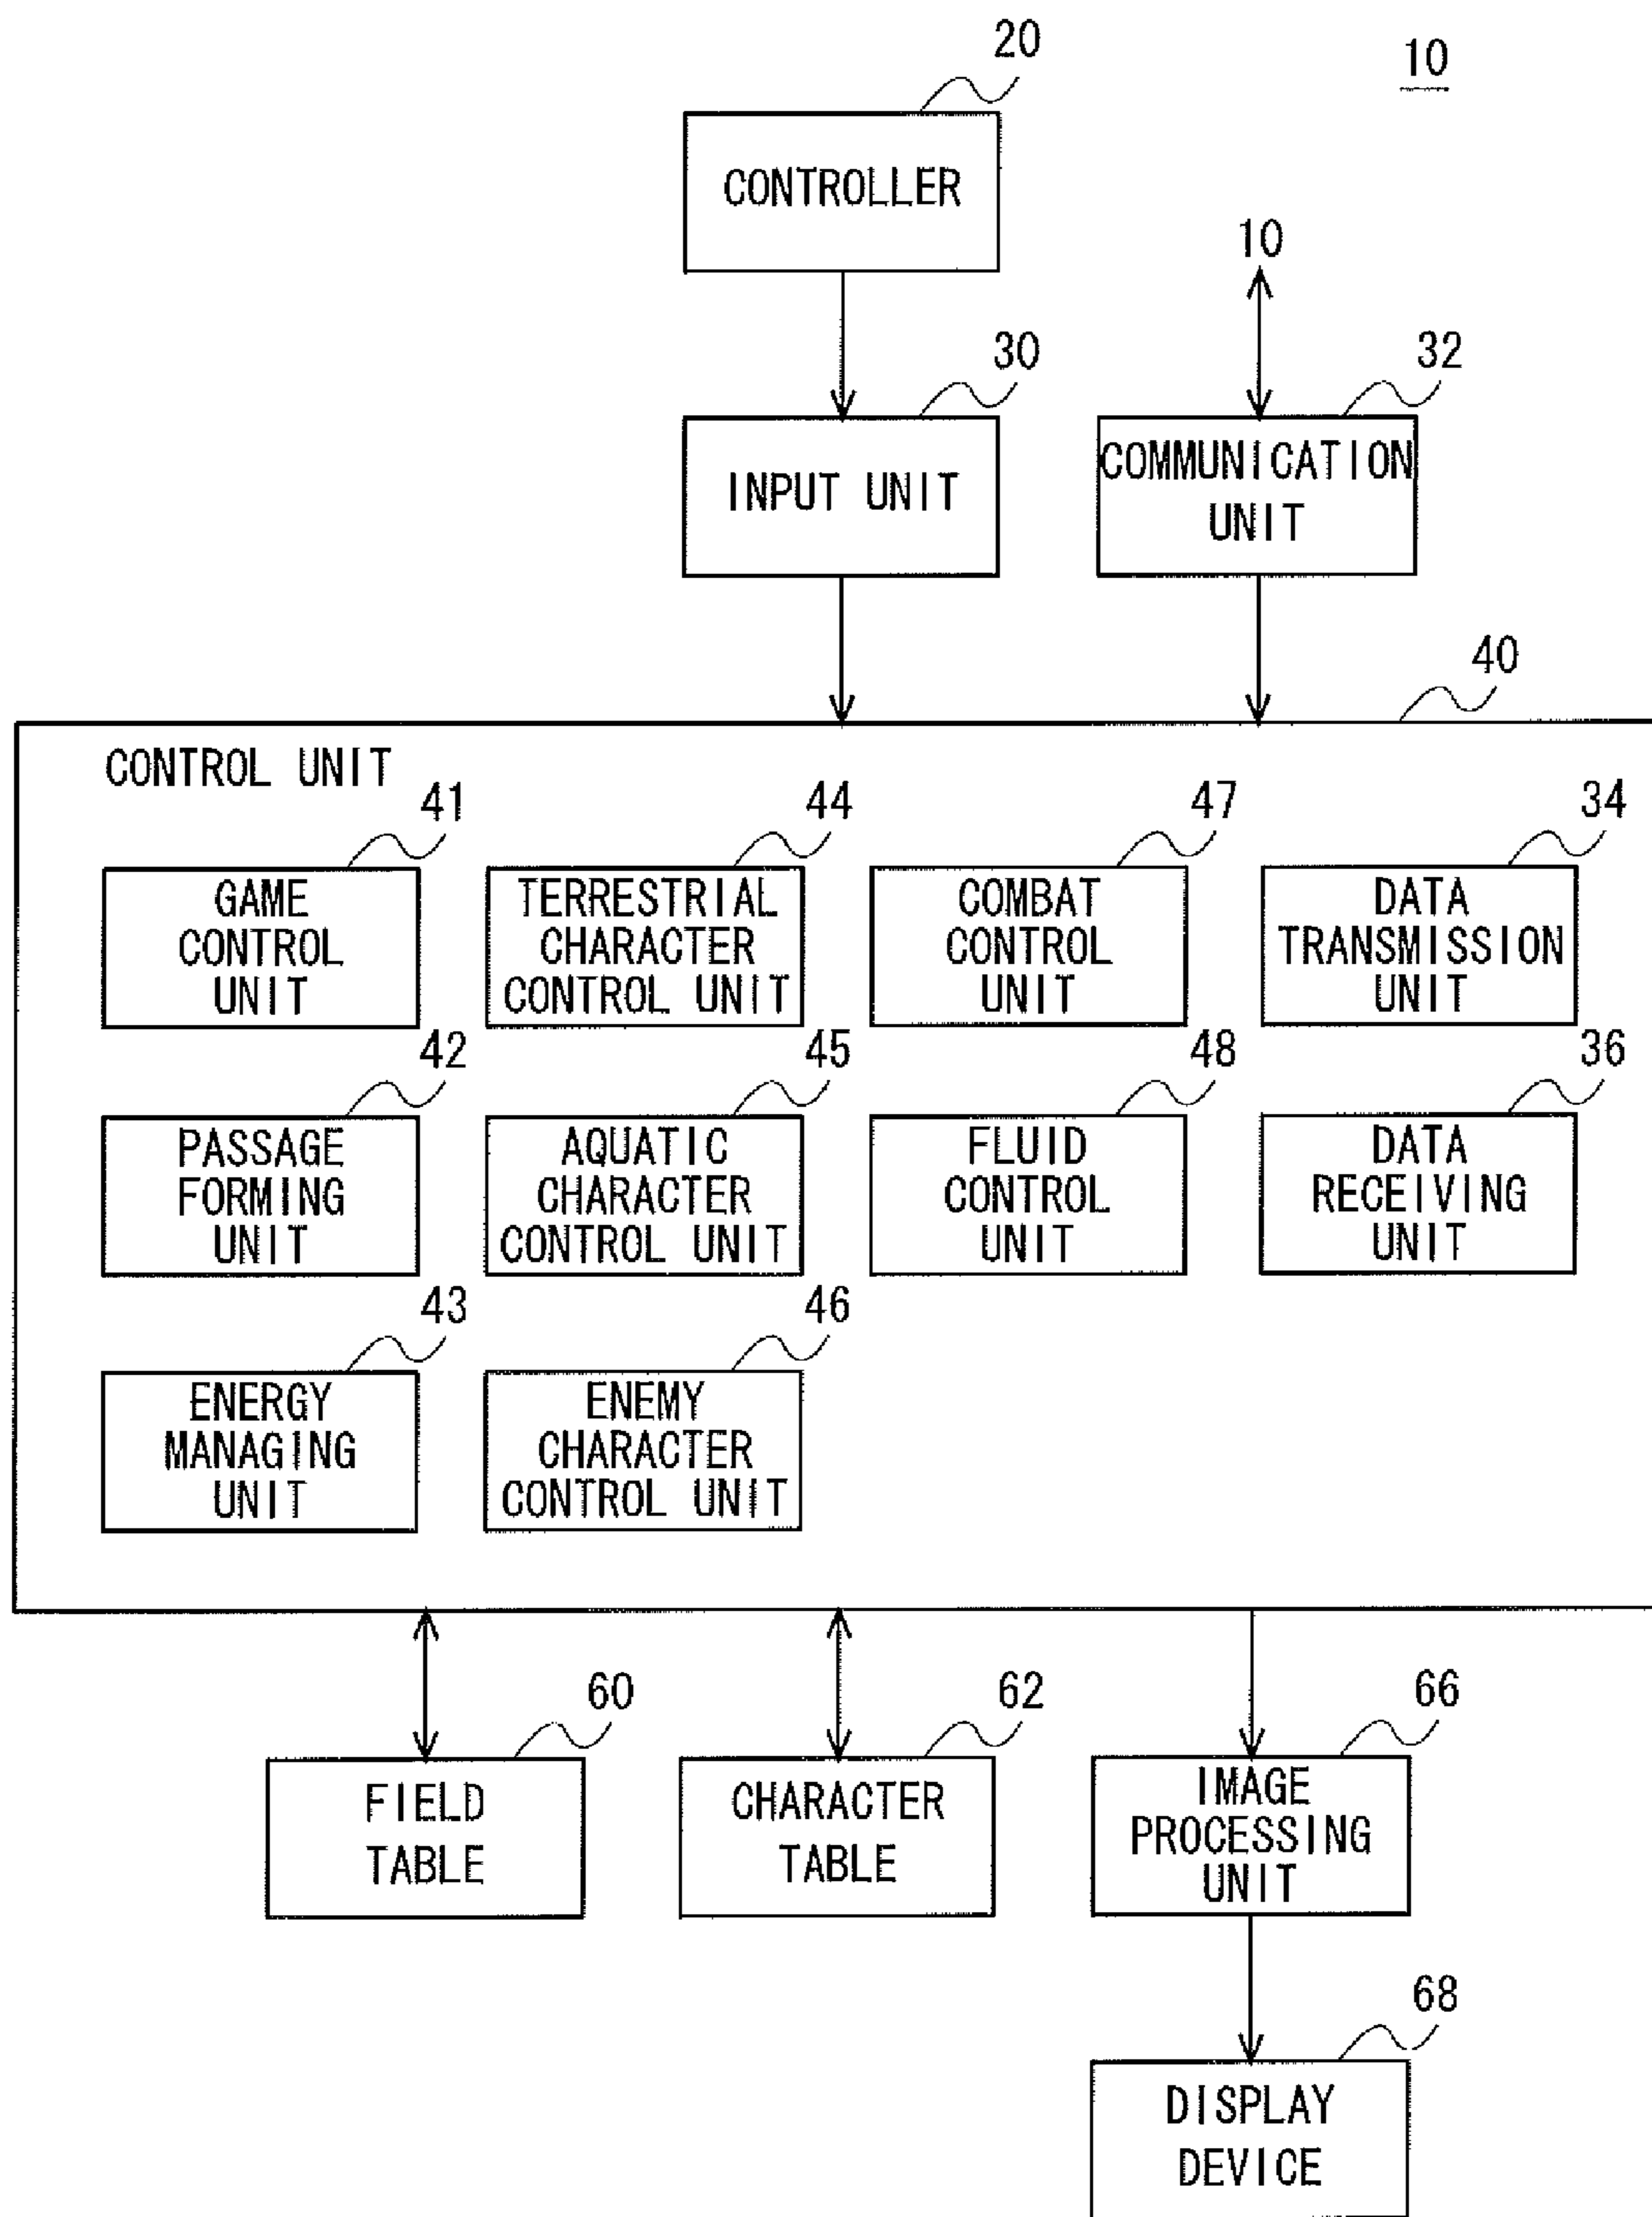 20
10
CONTROLLER
10
30
32
INPUT UNIT
COMMUNICATION
UNIT
40
CONTROL UNIT
41
44
47
34
GAME
CONTROL
UNIT
TERRESTRIAL
CHARACTER
CONTROL UNIT
COMBAT
CONTROL
UNIT
DATA
TRANSMISSION
UNIT
42
45
48
36
PASSAGE
FORMING
UNIT
AQUATIC
CHARACTER
CONTROL UNIT
FLUID
CONTROL
UNIT
DATA
RECEIVING
UNIT
43
46
ENERGY
MANAGING
UNIT
ENEMY
CHARACTER
CONTROL UNIT
60
62
66
FIELD
TABLE
CHARACTER
TABLE
IMAGE
PROCESSING
UNIT
68
DISPLAY
DEVICE